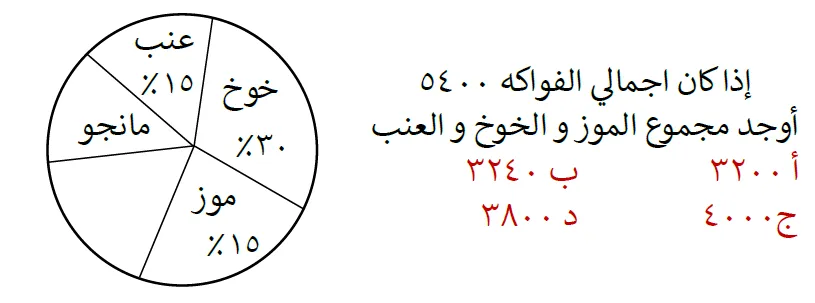 إذا كان اجمالي الفواكه ٥٤٠٠
أوجد مجموع الموز و الخوخ و العنب
أ ٣٢٠٠ ب ٣٢٤٠
ج ٤٠٠٠ د ٣٨٠٠
عنب
٪١٥
خوخ
٪٣٠
مانجو
موز
٪١٥